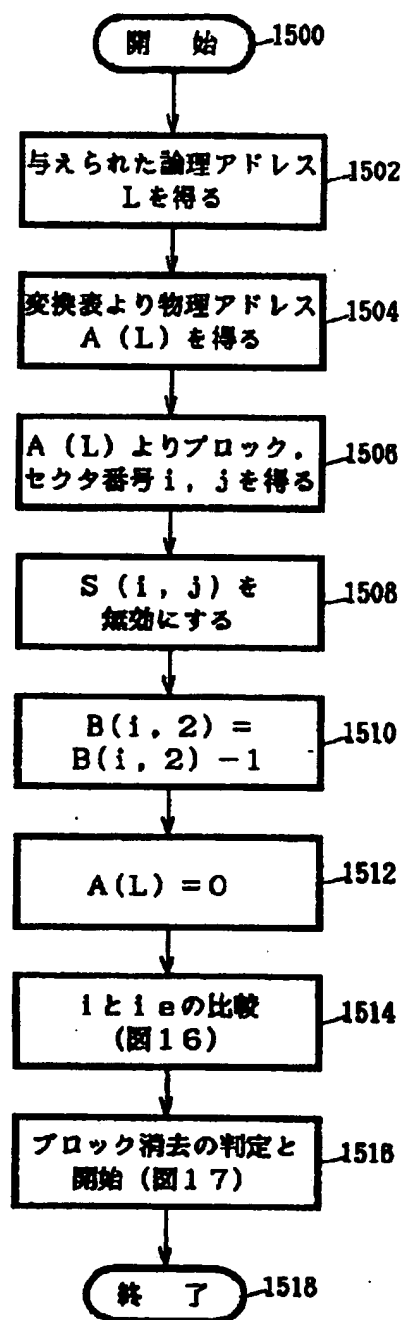 開 始
1500
与えられた論理アドレス
Lを得る
1502
変換表より物理アドレス
A(L)を得る
1504
A(L)よりブロック,
セクタ番号i,jを得る
1506
S(i,j)を
無効にする
1508
B(i,2)=
B(i,2)-1
1510
A(L)=0
1512
iとieの比較
(図16)
1514
ブロック消去の判定と
開始(図17)
1516
終 了
1518